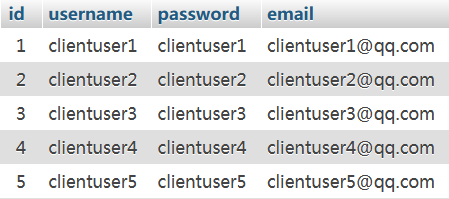 id username password email
1 clientuser1 clientuser1 clientuser1@qq.com
2 clientuser2 clientuser2 clientuser2@qq.com
3 clientuser3 clientuser3 clientuser3@qq.com
4 clientuser4 clientuser4 clientuser4@qq.com
5 clientuser5 clientuser5 clientuser5@qq.com